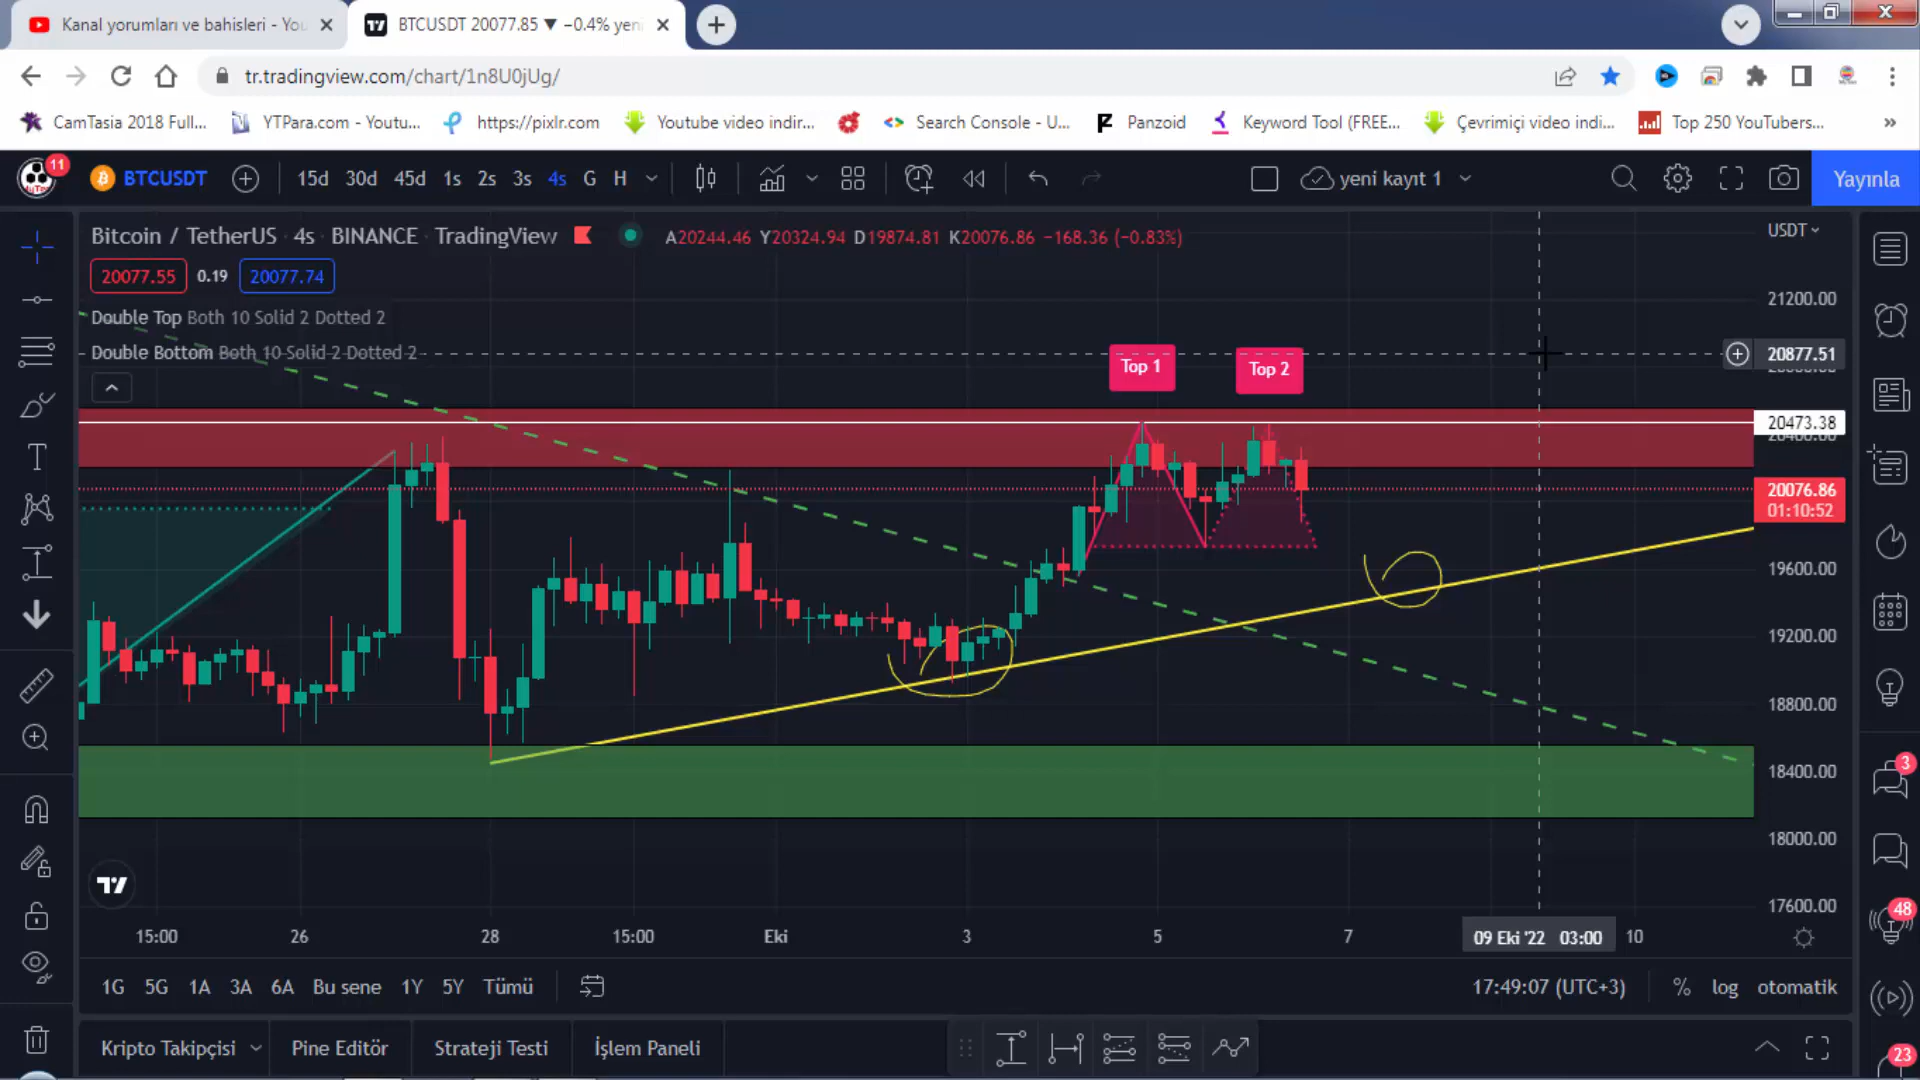 Kanal yorumları ve bahisleri - You
BTCUSDT 20077.85 ▼ −0.4% yeni
tr.tradingview.com/chart/1n8U0jUg/
CamTasia 2018 Full...
YTPara.com - Youtu...
https://pixlr.com
Youtube video indir...
Search Console - U...
Panzoid
Keyword Tool (FREE...
Çevrimiçi video indi...
Top 250 YouTubers...
»
11
BTCUSDT
15d 30d 45d 1s 2s 3s 4s G H
yeni kayıt 1
Yayınla
Bitcoin / TetherUS · 4s · BINANCE · TradingView
A20244.46 Y20324.94 D19874.81 K20076.86 −168.36 (−0.83%)
USDT
20077.55 0.19 20077.74
Double Top Both 10 Solid 2 Dotted 2
Double Bottom Both 10 Solid 2 Dotted 2
Top 1
Top 2
21200.00
20877.51
20473.38
20076.86
01:10:52
19600.00
19200.00
18800.00
18400.00
18000.00
17600.00
3
48
23
15:00 26 28 15:00 Eki 3 5 7 09 Eki '22 03:00 10
1G 5G 1A 3A 6A Bu sene 1Y 5Y Tümü
17:49:07 (UTC+3) % log otomatik
Kripto Takipçisi Pine Editör Strateji Testi İşlem Paneli